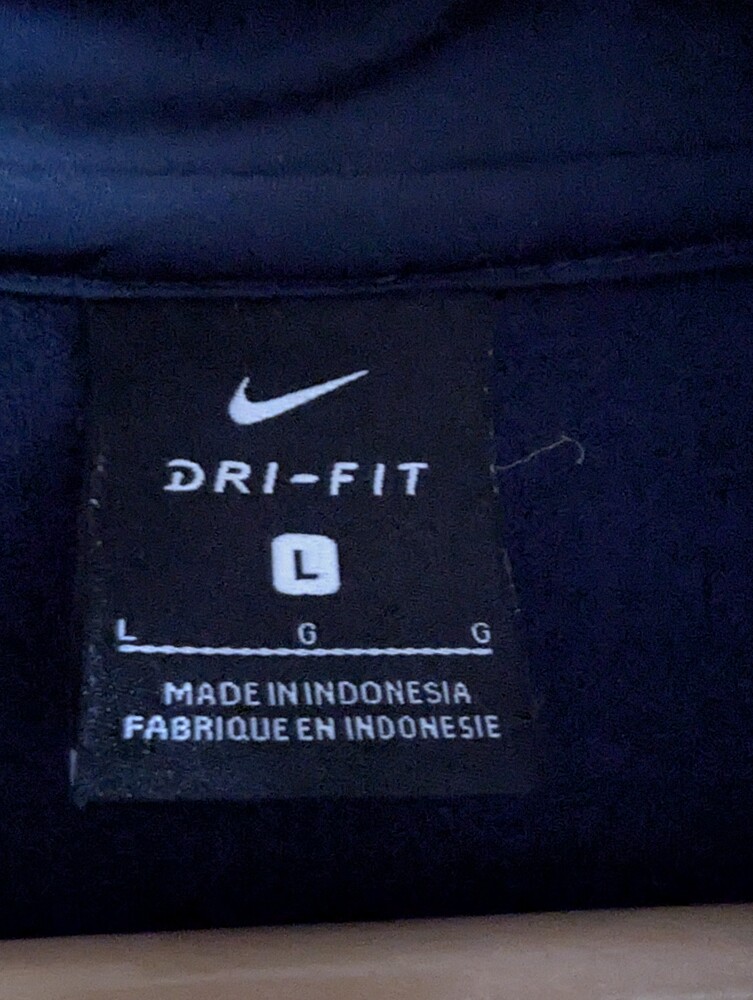 DRI-FIT
L
L G G
MADE IN INDONESIA
FABRIQUE EN INDONESIE